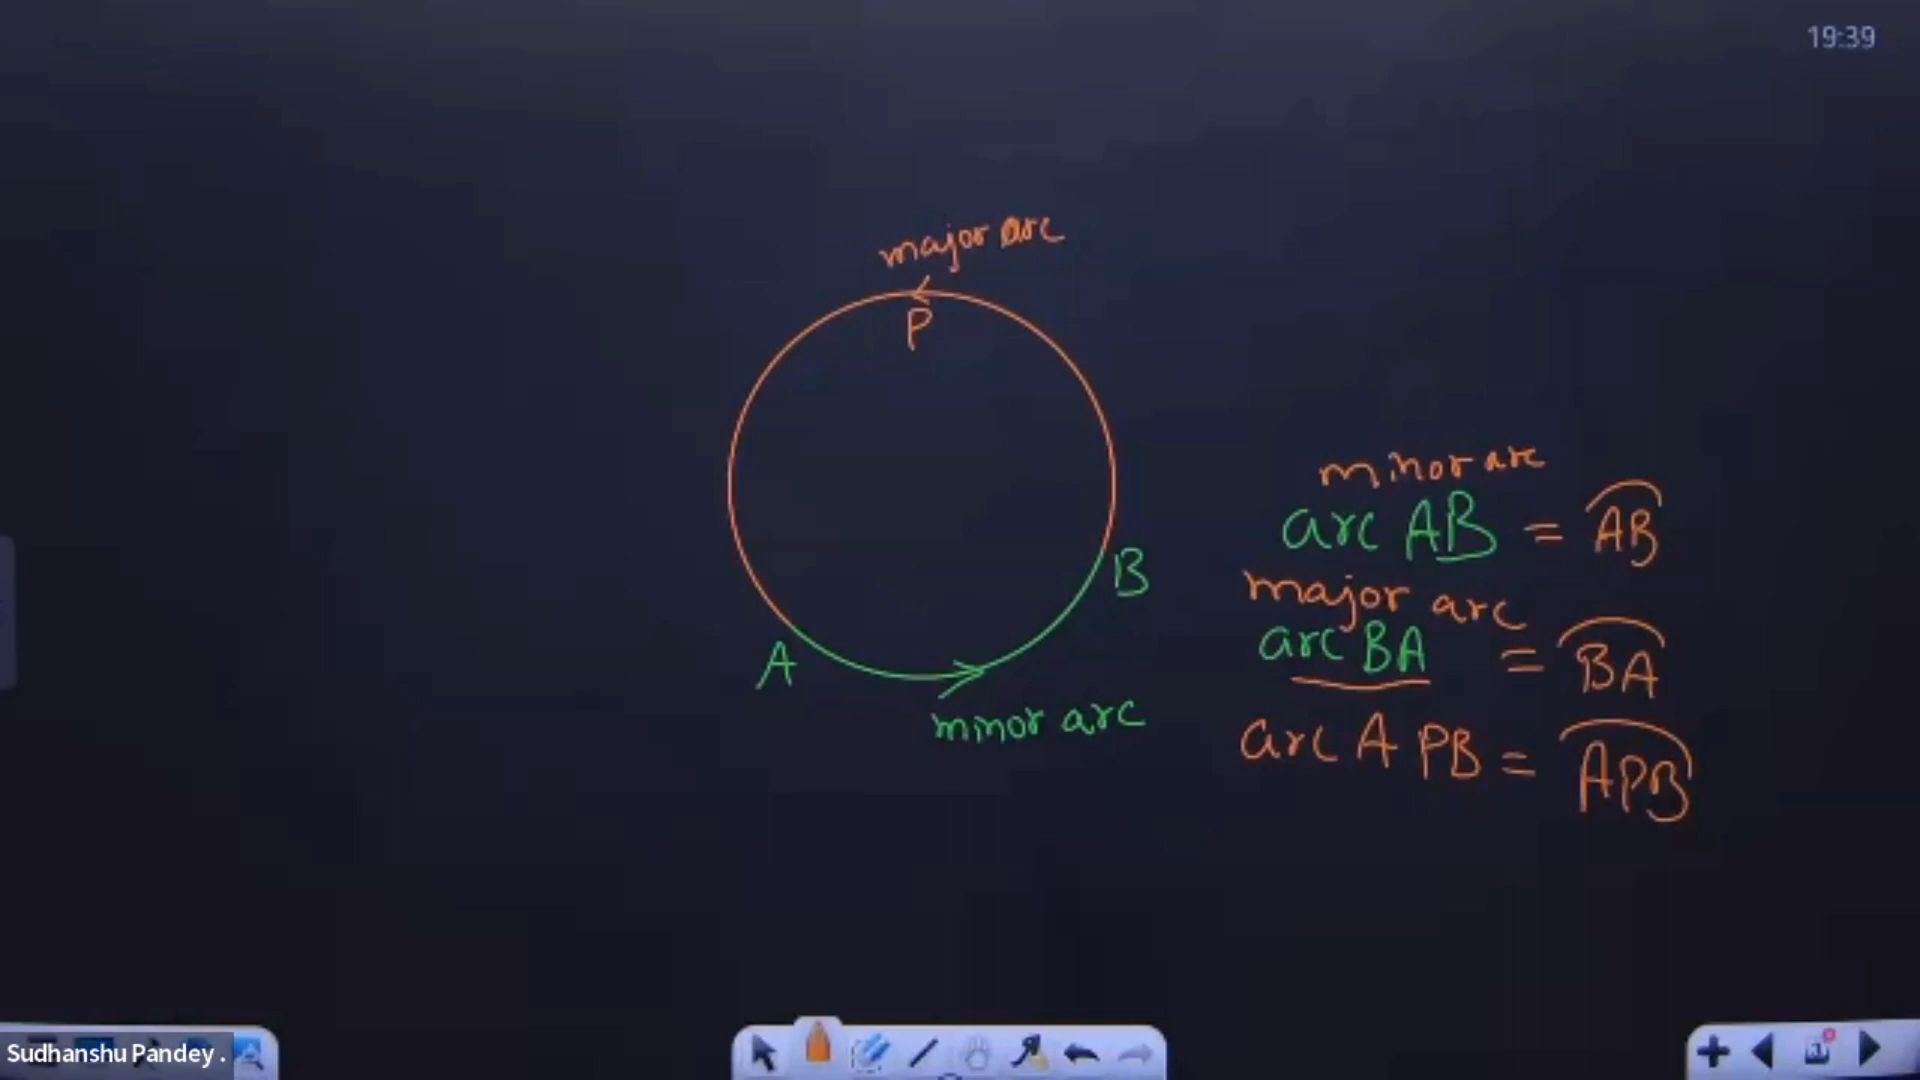 19:39
major arc
P
B
A
minor arc
minor arc
arc AB = AB
major arc
arc BA = BA
arc A PB = APB
Sudhanshu Pandey .